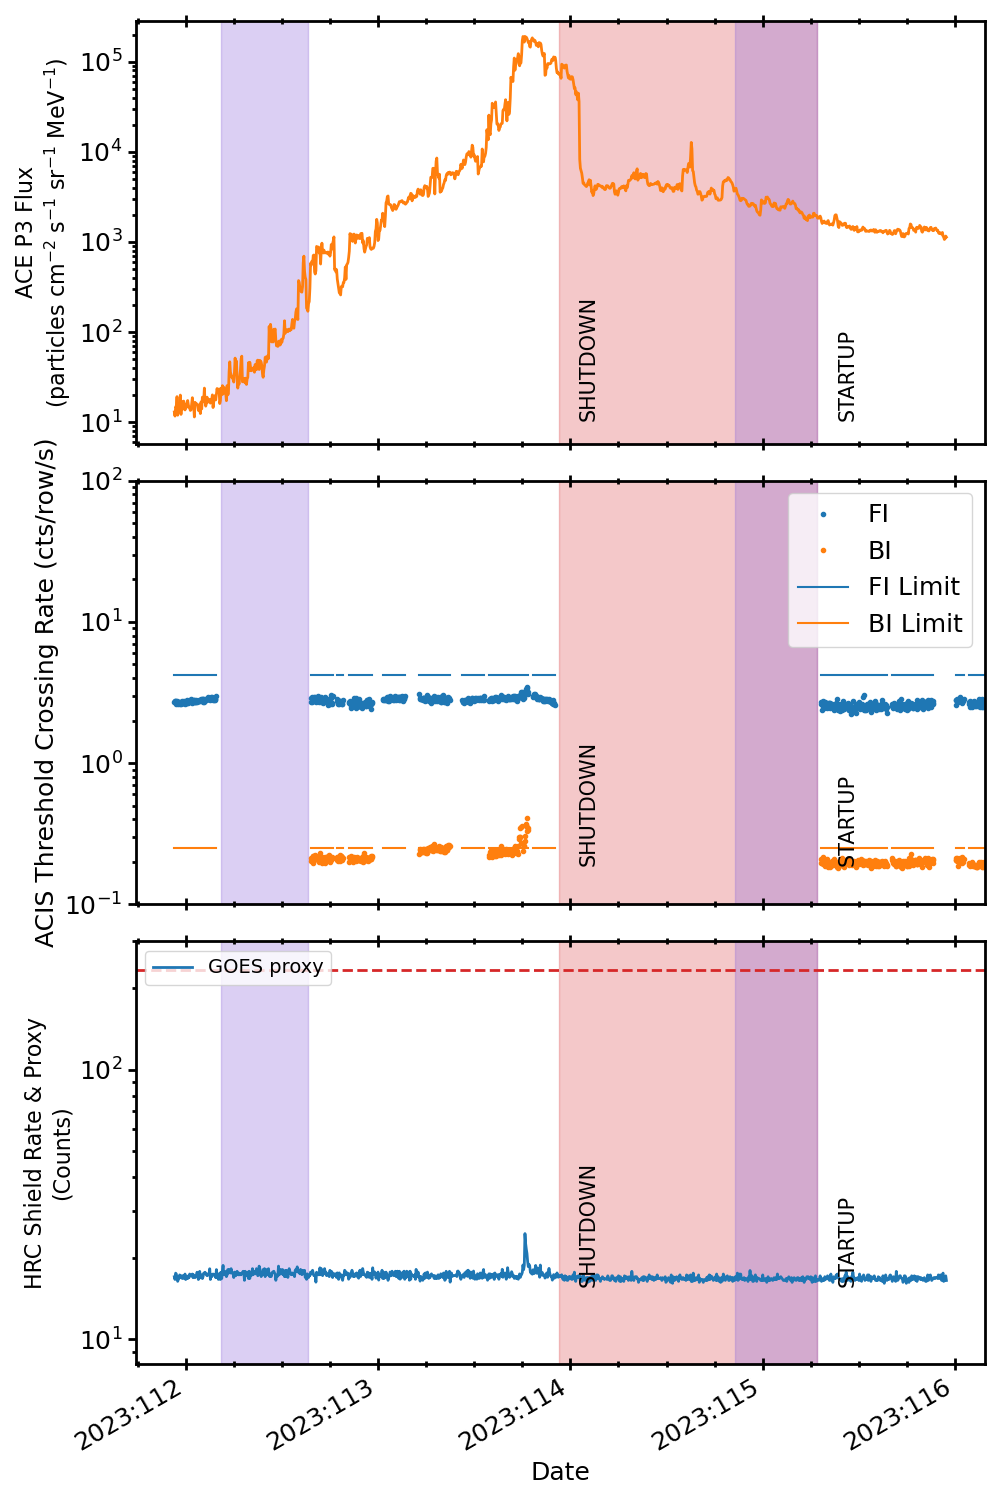 ACE P3 Flux
(particles cm⁻² s⁻¹ sr⁻¹ MeV⁻¹)
10⁵
10⁴
10³
10²
10¹
SHUTDOWN
STARTUP
ACIS Threshold Crossing Rate (cts/row/s)
10²
10¹
10⁰
10⁻¹
FI
BI
FI Limit
BI Limit
SHUTDOWN
STARTUP
HRC Shield Rate & Proxy
(Counts)
GOES proxy
10²
10¹
SHUTDOWN
STARTUP
2023:112
2023:113
2023:114
2023:115
2023:116
Date